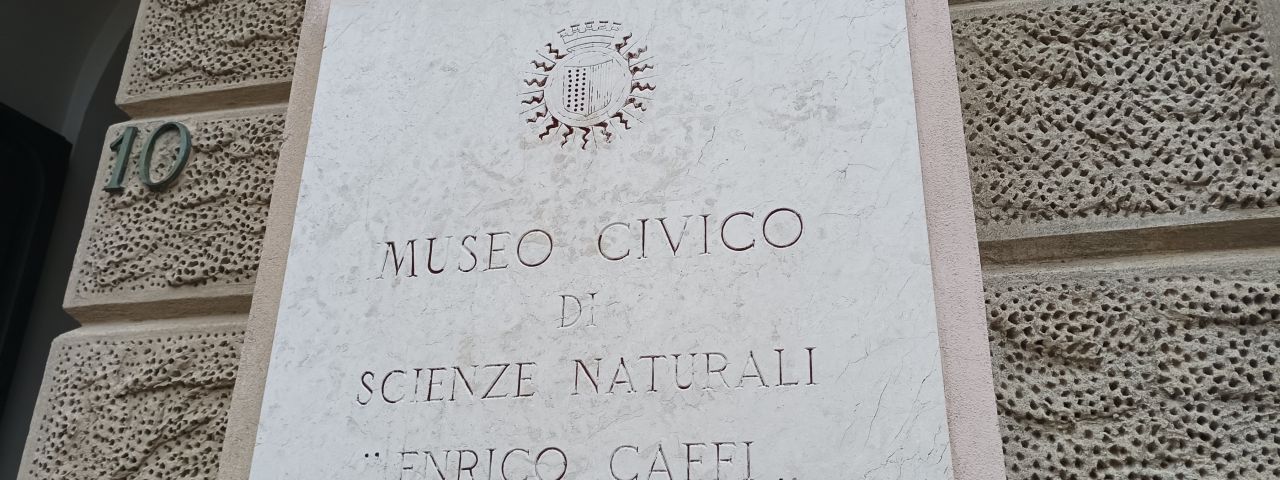 10
MUSEO CIVICO
DI
SCIENZE NATURALI
„ ENRICO CAFFI „